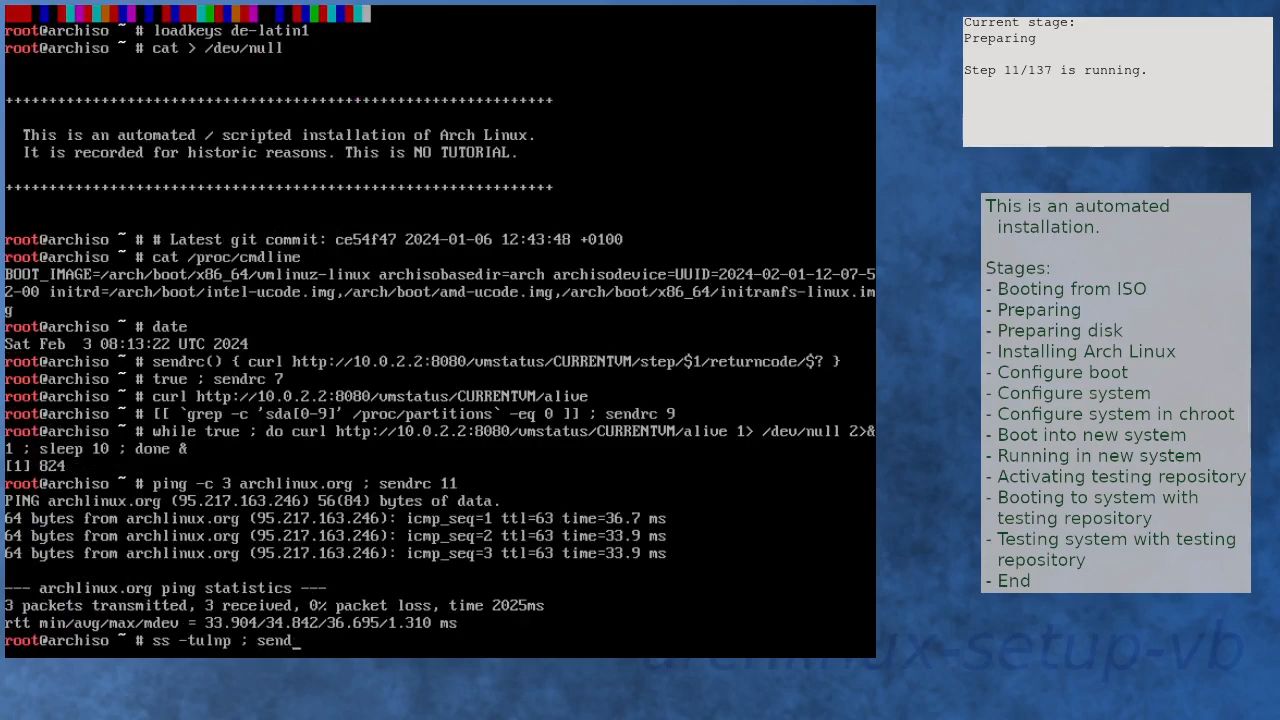 root@archiso ~ # loadkeys de-latin1
root@archiso ~ # cat > /dev/null
+++++++++++++++++++++++++++++++++++++++++++++++++++++++++++++++
This is an automated / scripted installation of Arch Linux.
It is recorded for historic reasons. This is NO TUTORIAL.
+++++++++++++++++++++++++++++++++++++++++++++++++++++++++++++++
root@archiso ~ # # Latest git commit: ce54f47 2024-01-06 12:43:48 +0100
root@archiso ~ # cat /proc/cmdline
BOOT_IMAGE=/arch/boot/x86_64/vmlinuz-linux archisobasedir=arch archisodevice=UUID=2024-02-01-12-07-5
2-00 initrd=/arch/boot/intel-ucode.img,/arch/boot/amd-ucode.img,/arch/boot/x86_64/initramfs-linux.im
g
root@archiso ~ # date
Sat Feb  3 08:13:22 UTC 2024
root@archiso ~ # sendrc() { curl http://10.0.2.2:8080/vmstatus/CURRENTVM/step/$1/returncode/$? }
root@archiso ~ # true ; sendrc 7
root@archiso ~ # curl http://10.0.2.2:8080/vmstatus/CURRENTVM/alive
root@archiso ~ # [[ `grep -c 'sda[0-9]' /proc/partitions` -eq 0 ]] ; sendrc 9
root@archiso ~ # while true ; do curl http://10.0.2.2:8080/vmstatus/CURRENTVM/alive 1> /dev/null 2>&
1 ; sleep 10 ; done &
[1] 824
root@archiso ~ # ping -c 3 archlinux.org ; sendrc 11
PING archlinux.org (95.217.163.246) 56(84) bytes of data.
64 bytes from archlinux.org (95.217.163.246): icmp_seq=1 ttl=63 time=36.7 ms
64 bytes from archlinux.org (95.217.163.246): icmp_seq=2 ttl=63 time=33.9 ms
64 bytes from archlinux.org (95.217.163.246): icmp_seq=3 ttl=63 time=33.9 ms
--- archlinux.org ping statistics ---
3 packets transmitted, 3 received, 0% packet loss, time 2025ms
rtt min/avg/max/mdev = 33.904/34.842/36.695/1.310 ms
root@archiso ~ # ss -tulnp ; send_
Current stage:
Preparing
Step 11/137 is running.
This is an automated
installation.
Stages:
- Booting from ISO
- Preparing
- Preparing disk
- Installing Arch Linux
- Configure boot
- Configure system
- Configure system in chroot
- Boot into new system
- Running in new system
- Activating testing repository
- Booting to system with
testing repository
- Testing system with testing
repository
- End
archlinux-setup-vb